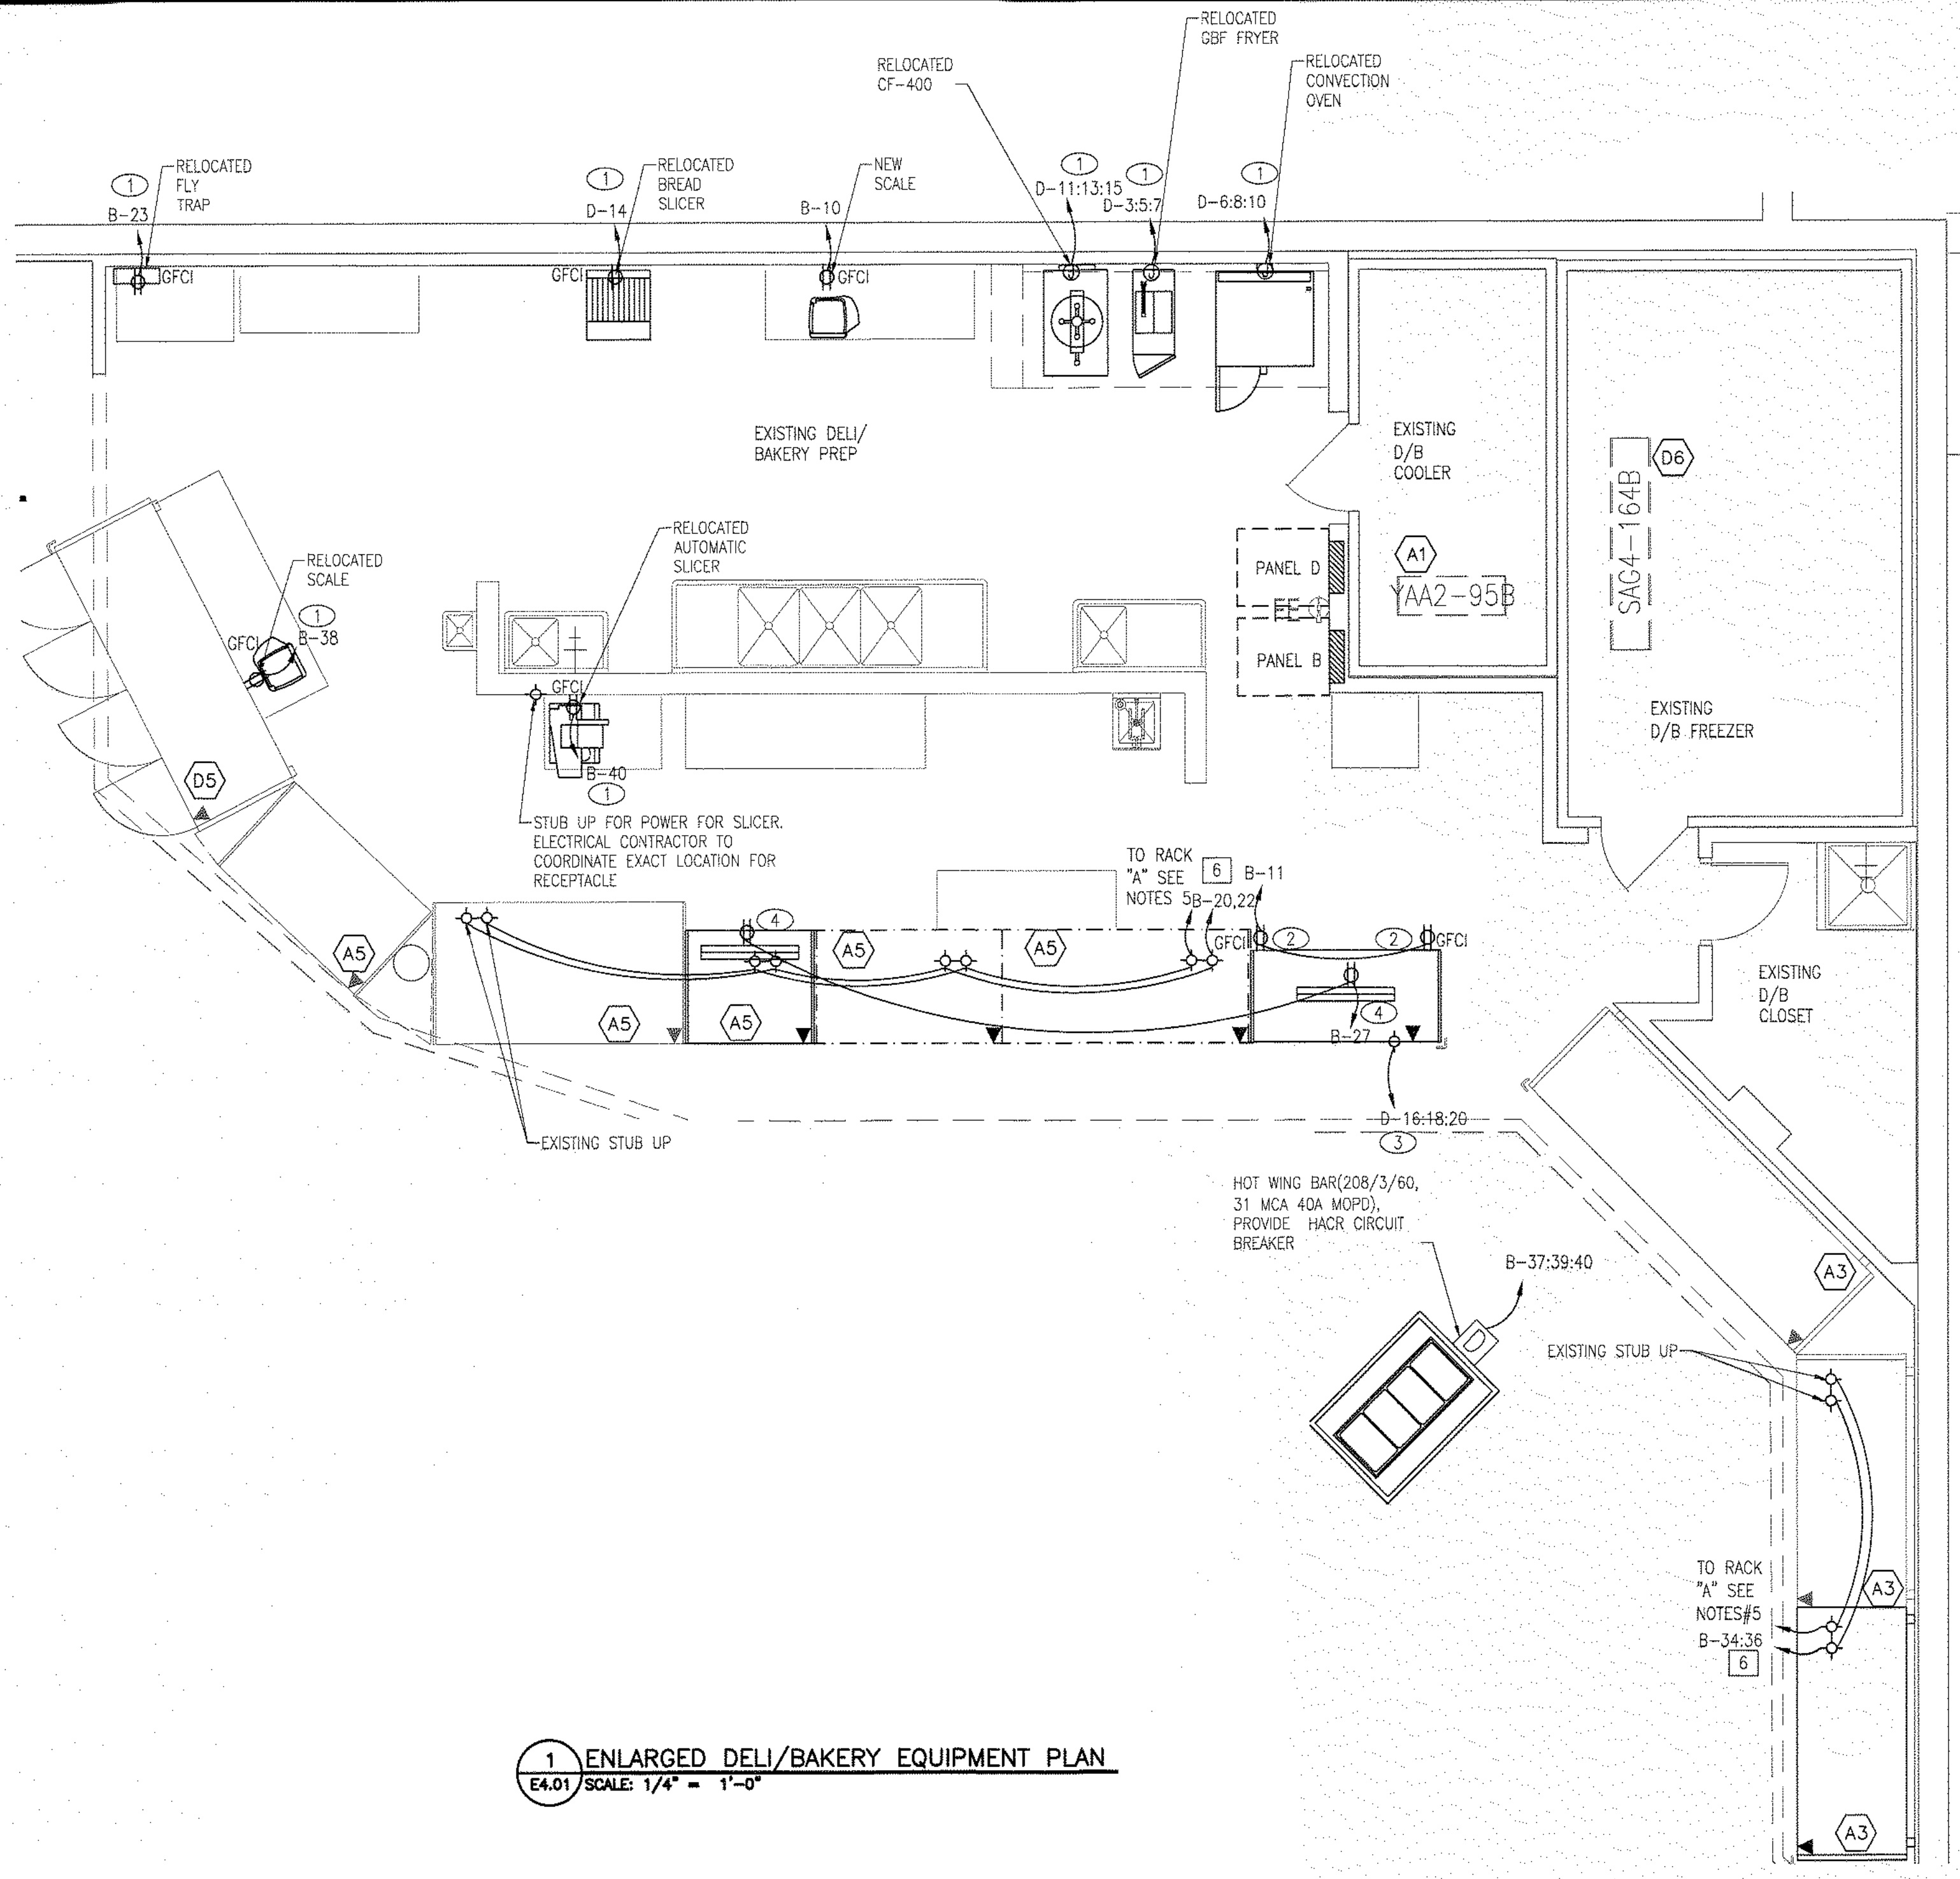 RELOCATED
GBF FRYER
RELOCATED
CF-400
RELOCATED
CONVECTION
OVEN
RELOCATED
FLY
TRAP
1
B-23
GFCI
RELOCATED
BREAD
SLICER
1
D-14
GFCI
NEW
SCALE
B-10
GFCI
1
D-11:13:15
J
1
D-3:5:7
J
1
D-6:8:10
J
EXISTING DELI/
BAKERY PREP
EXISTING
D/B
COOLER
D6
SAG4-164B
A1
YAA2-95B
PANEL D
PANEL B
EXISTING
D/B FREEZER
RELOCATED
SCALE
1
B-38
GFCI
RELOCATED
AUTOMATIC
SLICER
GFCI
B-40
1
D5
STUB UP FOR POWER FOR SLICER.
ELECTRICAL CONTRACTOR TO
COORDINATE EXACT LOCATION FOR
RECEPTACLE
TO RACK
"A" SEE
NOTES 5
6
B-11
B-20,22
GFCI
2
2
GFCI
4
A5
A5
A5
A5
A5
4
B-27
D-16:18:20
3
EXISTING
D/B
CLOSET
EXISTING STUB UP
HOT WING BAR(208/3/60,
31 MCA 40A MOPD),
PROVIDE HACR CIRCUIT
BREAKER
B-37:39:40
D
A3
EXISTING STUB UP
TO RACK
"A" SEE
NOTES#5
B-34:36
6
A3
A3
1
E4.01
ENLARGED DELI/BAKERY EQUIPMENT PLAN
SCALE: 1/4" = 1'-0"